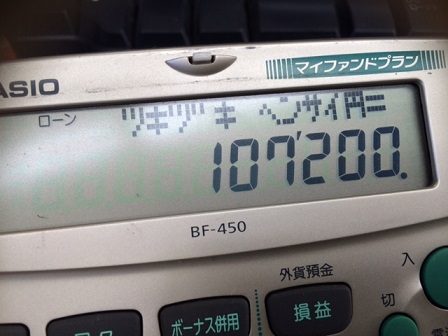 マイファンドプラン
ASIO
ローン
ツキヅキ ヘンサイ円=
107'200.
BF-450
外貨預金
入
ボーナス併用
損益
切